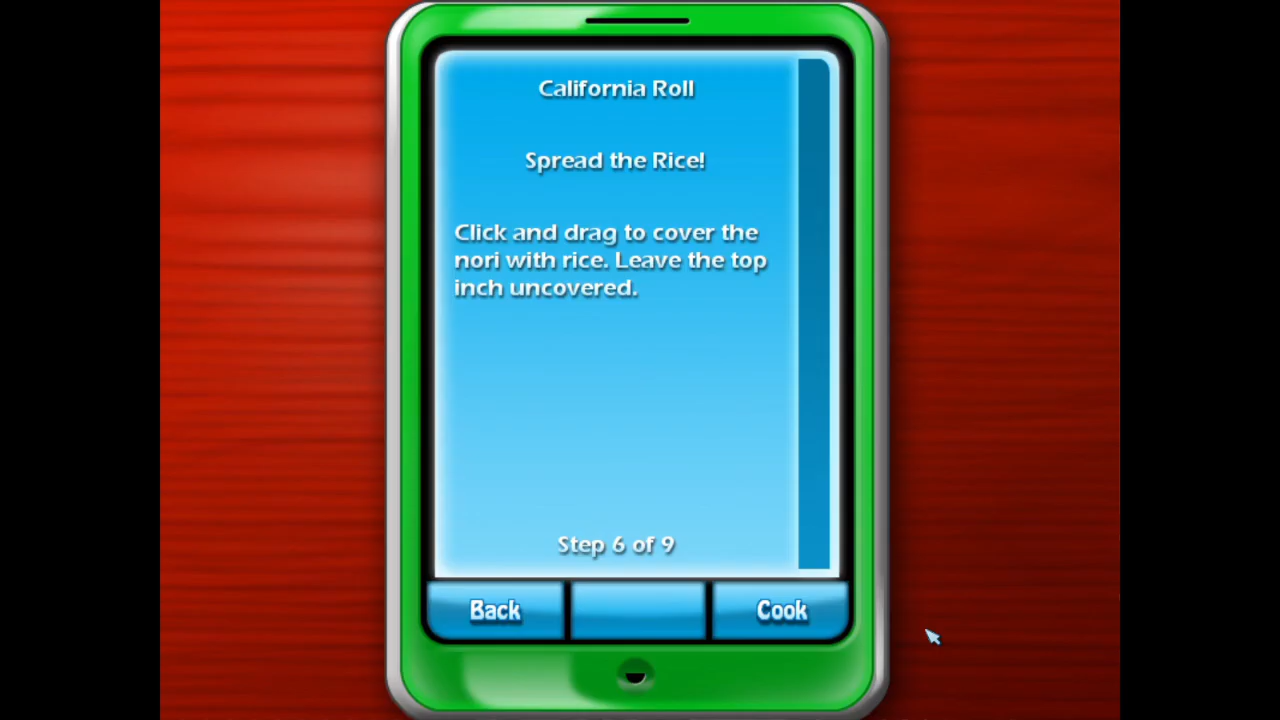 California Roll
Spread the Rice!
Click and drag to cover the
nori with rice. Leave the top
inch uncovered.
Step 6 of 9
Back
Cook